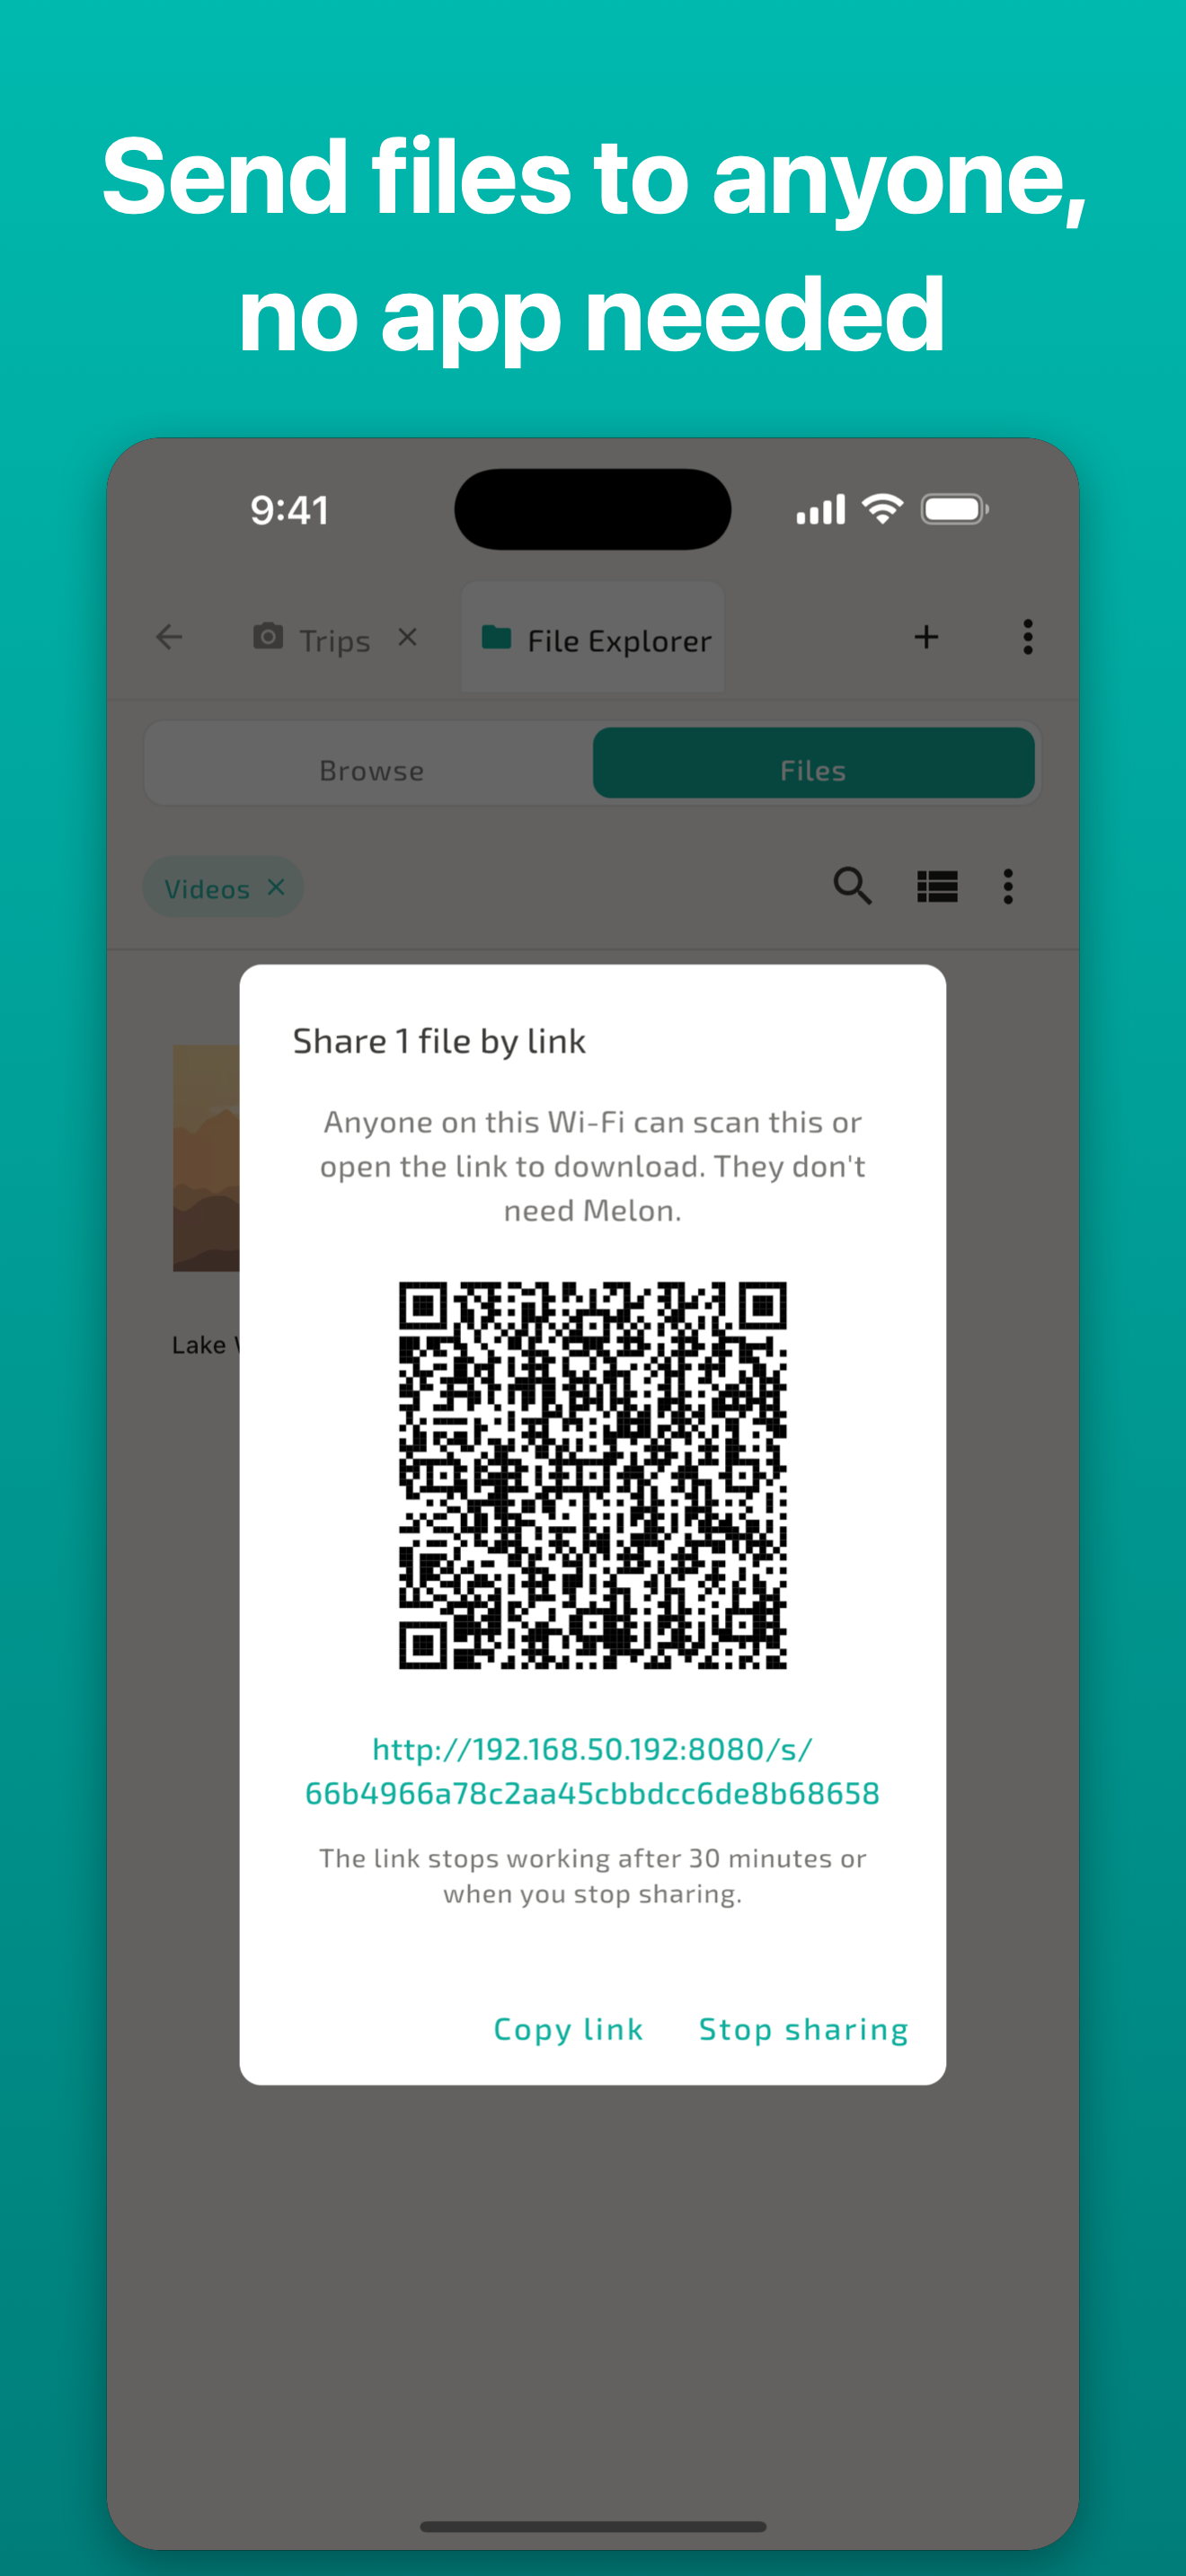 Send files to anyone,
no app needed
9:41
Trips
File Explorer
Browse
Files
Videos
Lake
Share 1 file by link
Anyone on this Wi-Fi can scan this or
open the link to download. They don't
need Melon.
http://192.168.50.192:8080/s/
66b4966a78c2aa45cbbdcc6de8b68658
The link stops working after 30 minutes or
when you stop sharing.
Copy link
Stop sharing